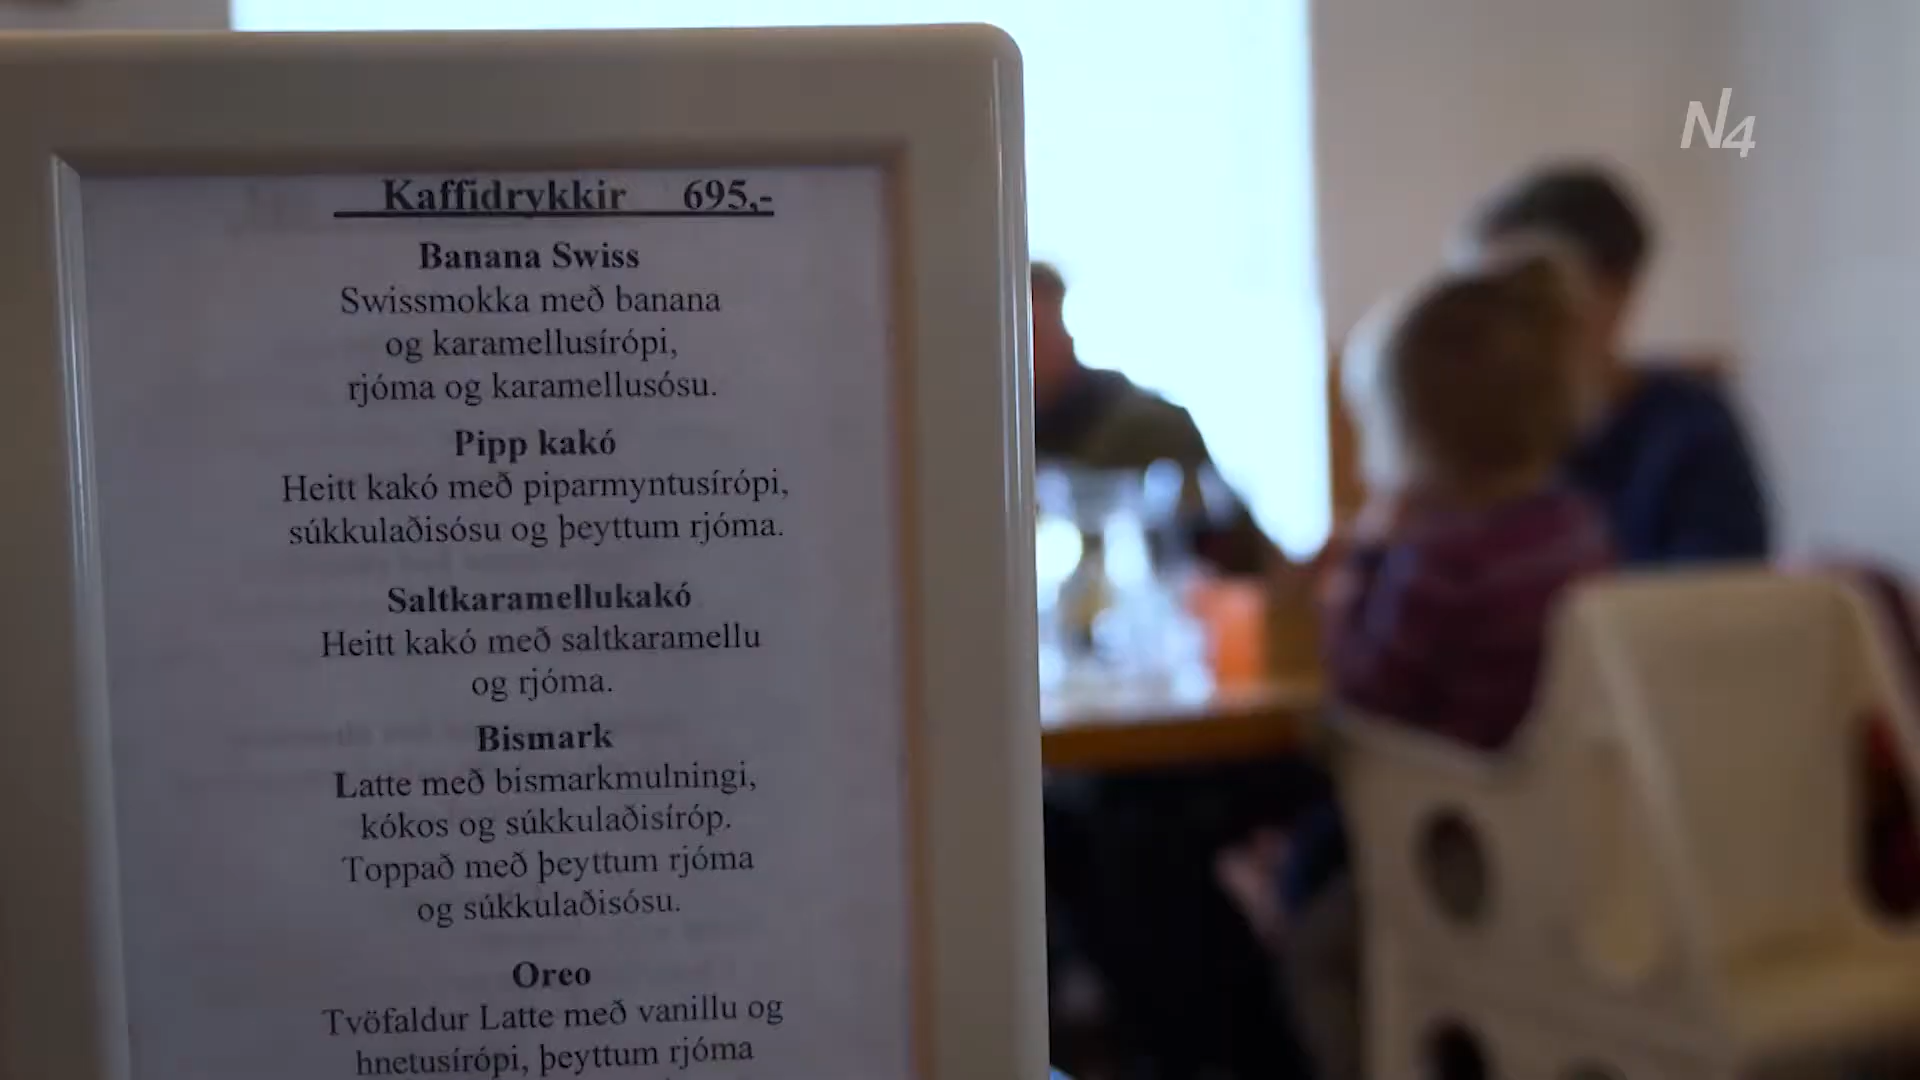 N4
Kaffidrykkir 695,-
Banana Swiss
Swissmokka með banana
og karamellusírópi,
rjóma og karamellusósu.
Pipp kakó
Heitt kakó með piparmyntusírópi,
súkkulaðisósu og þeyttum rjóma.
Saltkaramellukakó
Heitt kakó með saltkaramellu
og rjóma.
Bismark
Latte með bismarkmulningi,
kókos og súkkulaðisíróp.
Toppað með þeyttum rjóma
og súkkulaðisósu.
Oreo
Tvöfaldur Latte með vanillu og
hnetusírópi, þeyttum rjóma